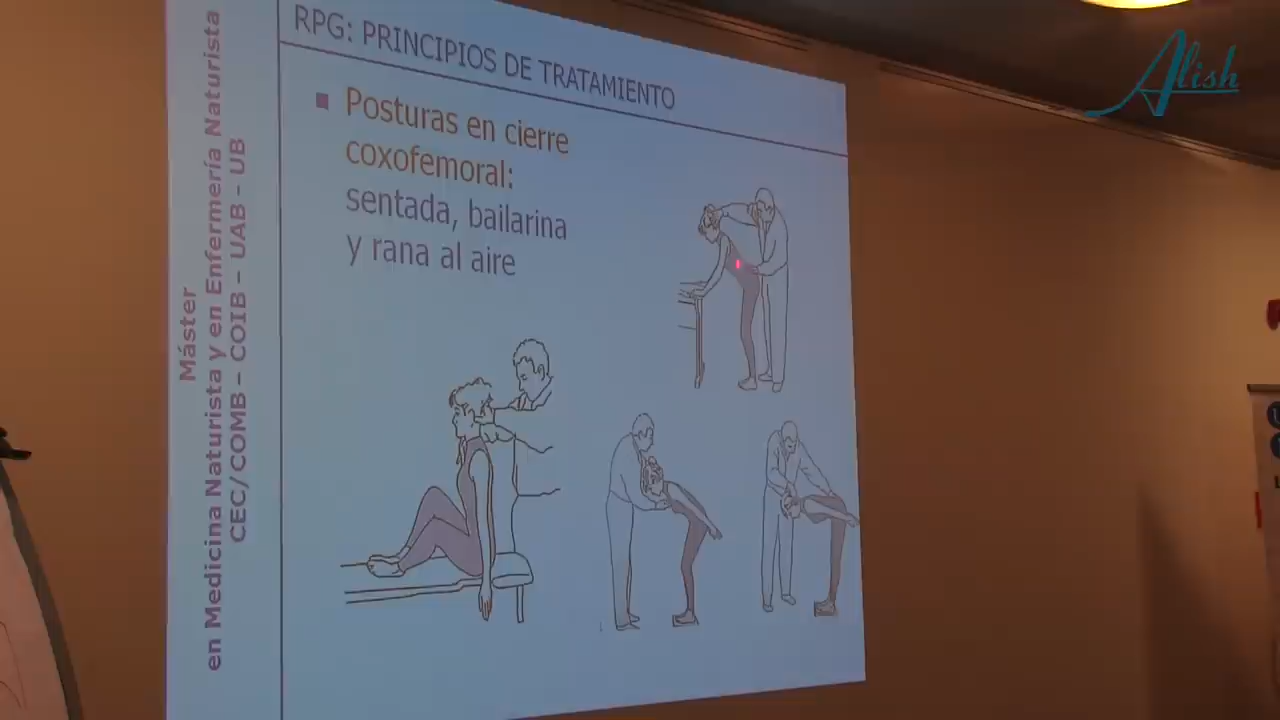 RPG: PRINCIPIOS DE TRATAMIENTO
Posturas en cierre
coxofemoral:
sentada, bailarina
y rana al aire
Máster
en Medicina Naturista y en Enfermería Naturista
CEC/COMB – COIB – UAB - UB
Alish